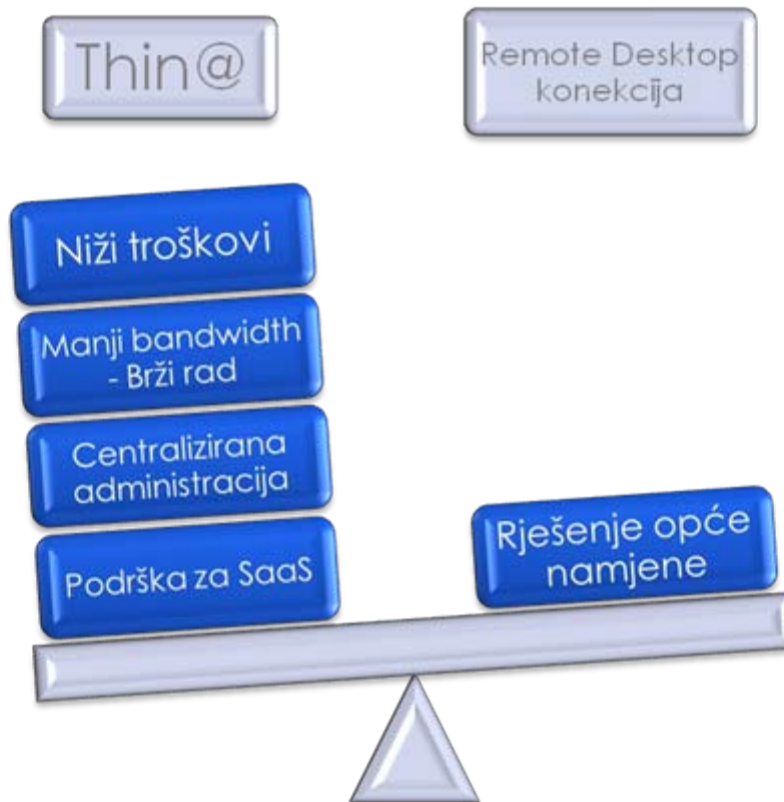 Thin@
Remote Desktop
konekcija
Niži troškovi
Manji bandwidth
- Brži rad
Centralizirana
administracija
Podrška za SaaS
Rješenje opće
namjene